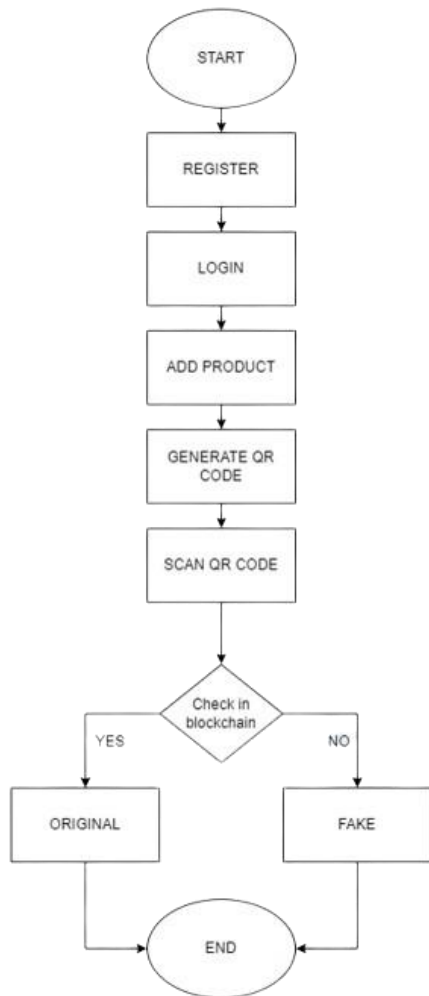 START
REGISTER
LOGIN
ADD PRODUCT
GENERATE QR
CODE
SCAN QR CODE
Check in
blockchain
YES
NO
ORIGINAL
FAKE
END